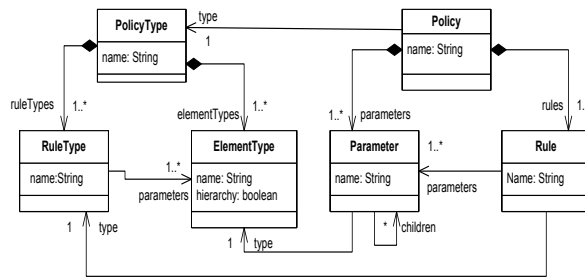 PolicyType
name: String
type
1
Policy
name: String
ruleTypes
1..*
elementTypes
1..*
1..*
parameters
rules
1..
RuleType
name:String
1..*
parameters
ElementType
name: String
hierarchy: boolean
Parameter
name: String
1..*
parameters
Rule
Name: String
1
type
1
type
*
children